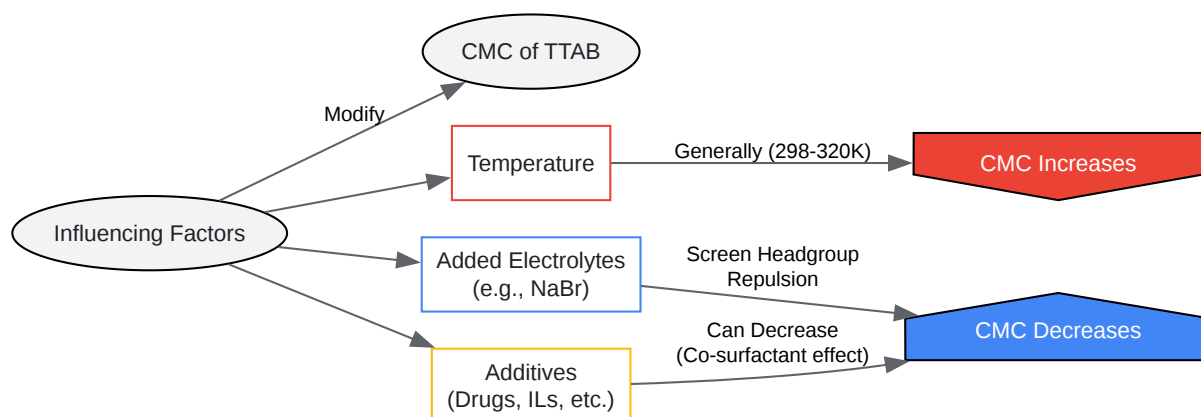 CMC of TTAB
Modify
Temperature
Generally (298-320K)
CMC Increases
Influencing Factors
Added Electrolytes
(e.g., NaBr)
Screen Headgroup
Repulsion
CMC Decreases
Can Decrease
(Co-surfactant effect)
Additives
(Drugs, ILs, etc.)